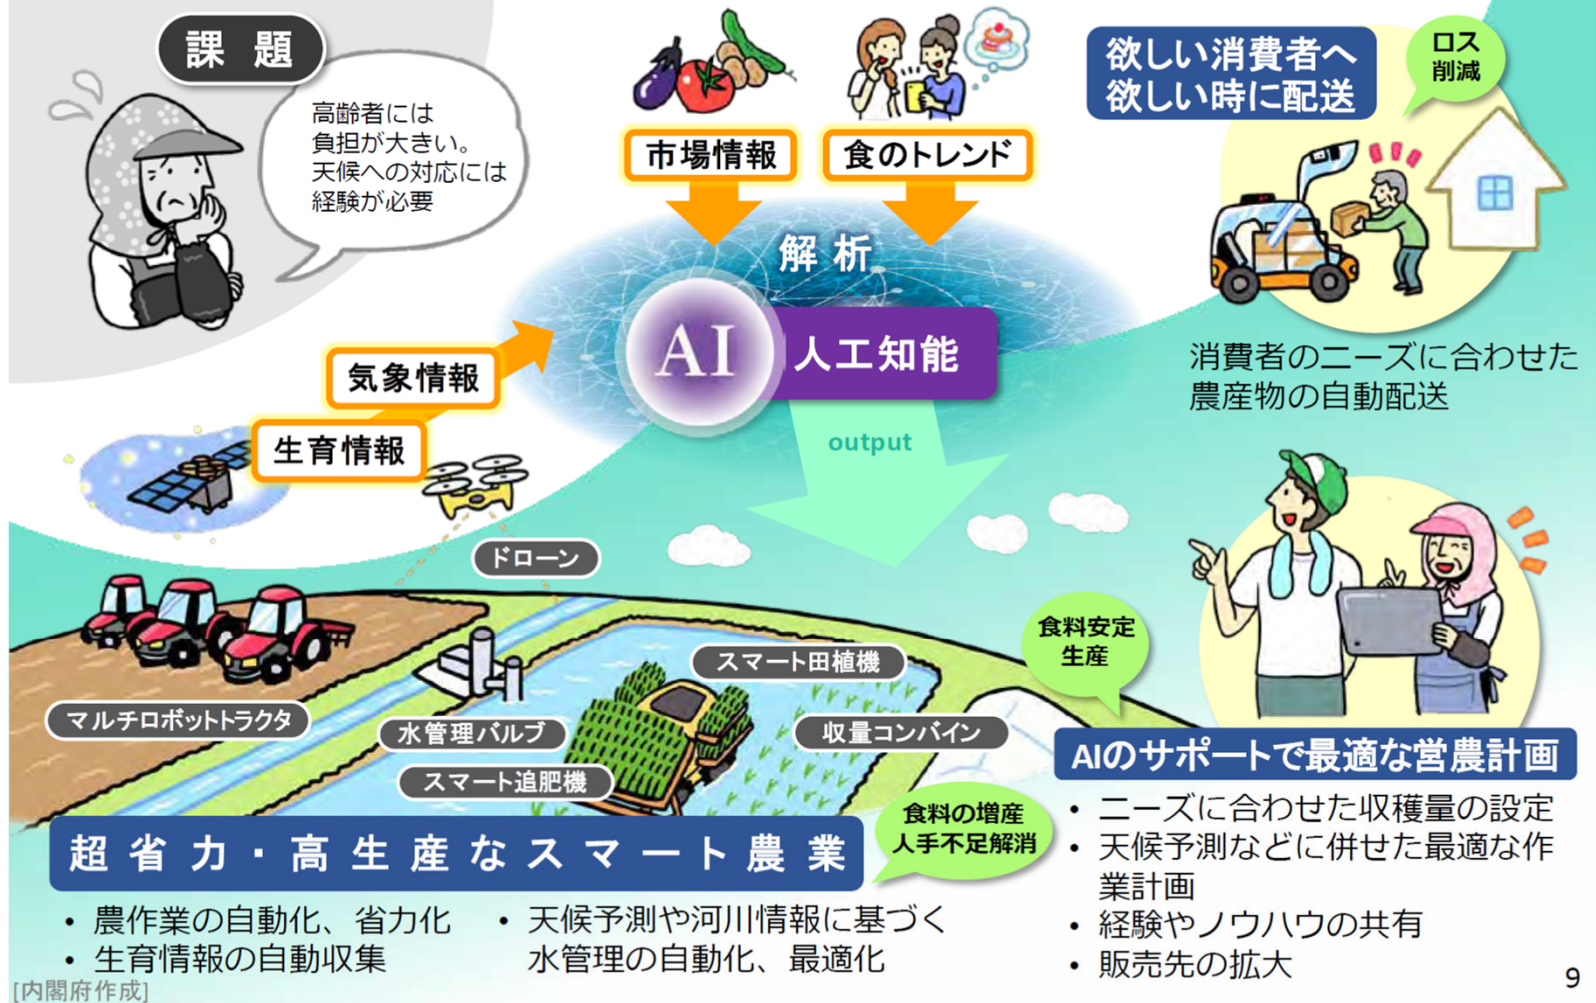 課題
高齢者には
負担が大きい。
天候への対応には
経験が必要
市場情報
食のトレンド
欲しい消費者へ
欲しい時に配送
ロス
削減
解析
AI
人工知能
気象情報
生育情報
output
消費者のニーズに合わせた
農産物の自動配送
ドローン
マルチロボットトラクタ
水管理バルブ
スマート追肥機
スマート田植機
収量コンバイン
食料安定
生産
食料の増産
人手不足解消
超省力・高生産なスマート農業
• 農作業の自動化、省力化
• 生育情報の自動収集
• 天候予測や河川情報に基づく
水管理の自動化、最適化
AIのサポートで最適な営農計画
• ニーズに合わせた収穫量の設定
• 天候予測などに併せた最適な作
業計画
• 経験やノウハウの共有
• 販売先の拡大
[内閣府作成]
9